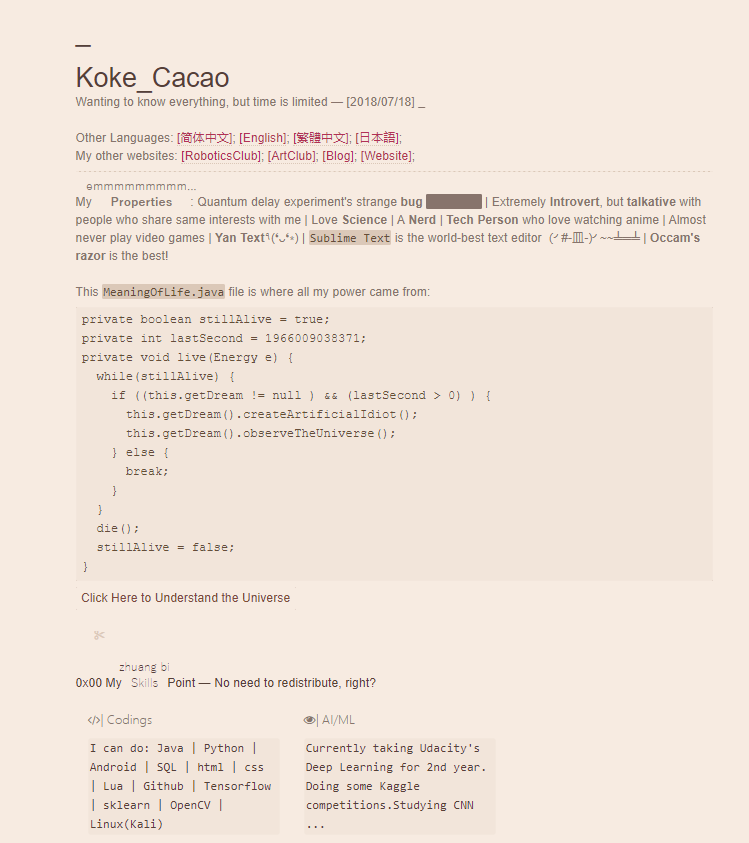 Koke_Cacao
Wanting to know everything, but time is limited — [2018/07/18] _
Other Languages: [简体中文]; [English]; [繁體中文]; [日本語];
My other websites: [RoboticsClub]; [ArtClub]; [Blog]; [Website];
emmmmmmmmm...
My Properties : Quantum delay experiment's strange bug | Extremely Introvert, but talkative with
people who share same interests with me | Love Science | A Nerd | Tech Person who love watching anime | Almost
never play video games | Yan Text | Sublime Text is the world-best text editor (╯#-皿-)╯~~╧═╧ | Occam's
razor is the best!
This MeaningOfLife.java file is where all my power came from:
private boolean stillAlive = true;
private int lastSecond = 1966009038371;
private void live(Energy e) {
while(stillAlive) {
if ((this.getDream != null ) && (lastSecond > 0) ) {
this.getDream().createArtificialIdiot();
this.getDream().observeTheUniverse();
} else {
break;
}
}
die();
stillAlive = false;
}
Click Here to Understand the Universe
zhuang bi
0x00 My Skills Point — No need to redistribute, right?
</>| Codings
I can do: Java | Python |
Android | SQL | html | css
| Lua | Github | Tensorflow
| sklearn | OpenCV |
Linux(Kali)
| AI/ML
Currently taking Udacity's
Deep Learning for 2nd year.
Doing some Kaggle
competitions.Studying CNN
...